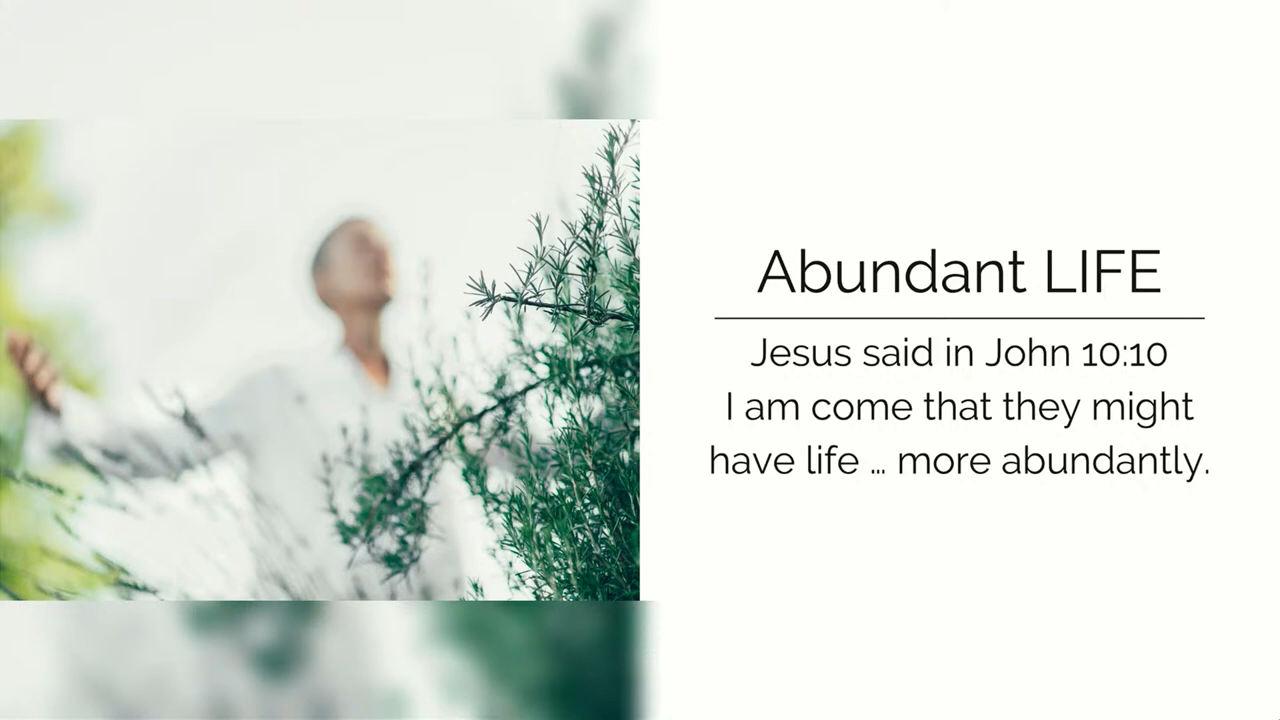 Abundant LIFE
Jesus said in John 10:10
I am come that they might
have life ... more abundantly.